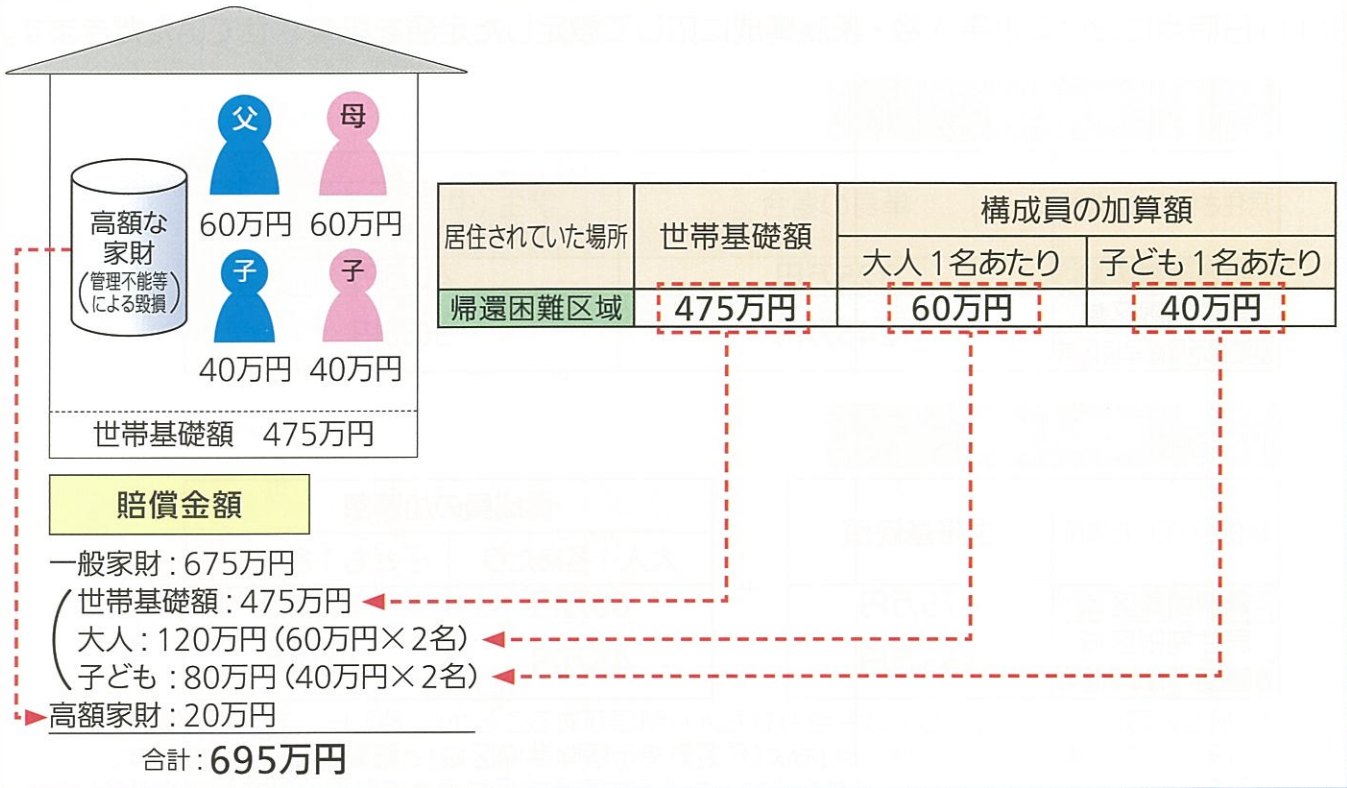 父 母
60万円 60万円
子 子
40万円 40万円
高額な
家財
(管理不能等
による毀損)
世帯基礎額 475万円
居住されていた場所 世帯基礎額 構成員の加算額
大人1名あたり 子ども1名あたり
帰還困難区域 475万円 60万円 40万円
賠償金額
一般家財:675万円
世帯基礎額:475万円
大人:120万円(60万円×2名)
子ども:80万円(40万円×2名)
高額家財:20万円
合計:695万円